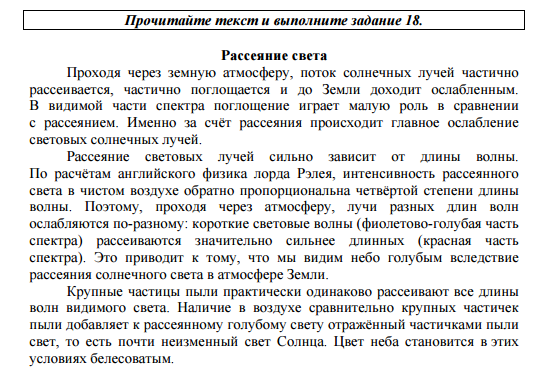 Прочитайте текст и выполните задание 18.
Рассеяние света
Проходя через земную атмосферу, поток солнечных лучей частично
рассеивается, частично поглощается и до Земли доходит ослабленным.
В видимой части спектра поглощение играет малую роль в сравнении
с рассеянием. Именно за счёт рассеяния происходит главное ослабление
световых солнечных лучей.
Рассеяние световых лучей сильно зависит от длины волны.
По расчётам английского физика лорда Рэлея, интенсивность рассеянного
света в чистом воздухе обратно пропорциональна четвёртой степени длины
волны. Поэтому, проходя через атмосферу, лучи разных длин волн
ослабляются по-разному: короткие световые волны (фиолетово-голубая часть
спектра) рассеиваются значительно сильнее длинных (красная часть
спектра). Это приводит к тому, что мы видим небо голубым вследствие
рассеяния солнечного света в атмосфере Земли.
Крупные частицы пыли практически одинаково рассеивают все длины
волн видимого света. Наличие в воздухе сравнительно крупных частичек
пыли добавляет к рассеянному голубому свету отражённый частичками пыли
свет, то есть почти неизменный свет Солнца. Цвет неба становится в этих
условиях белесоватым.